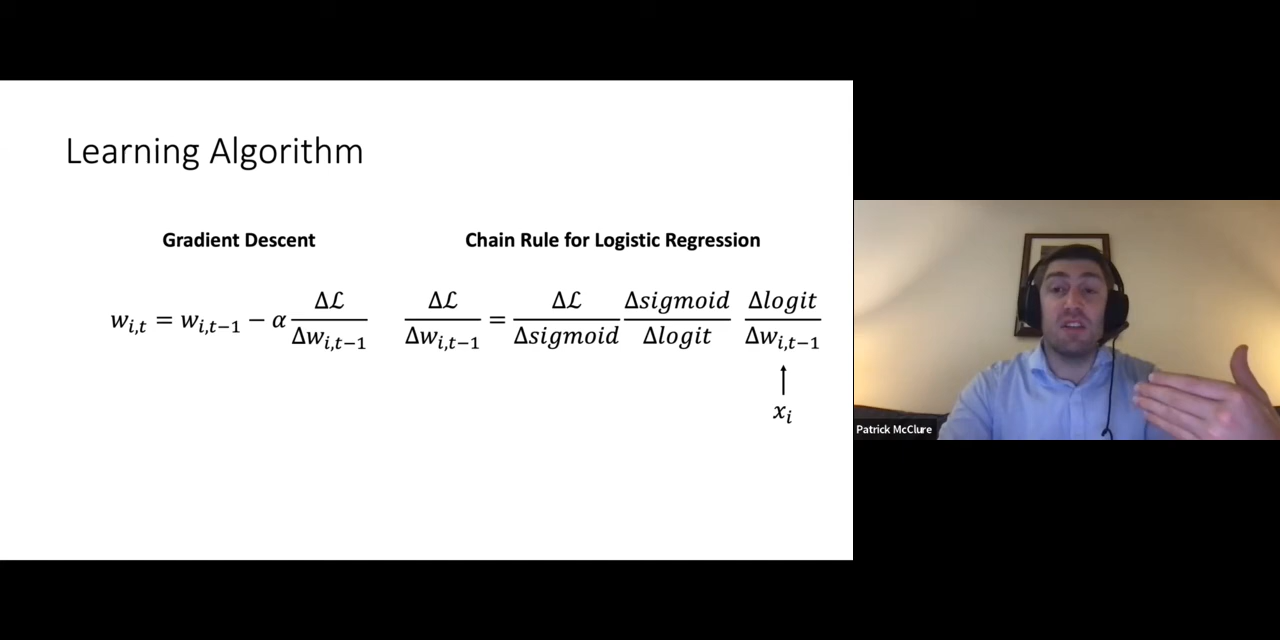 Learning Algorithm
Gradient Descent
Chain Rule for Logistic Regression
w_{i,t} = w_{i,t−1} − α Δℒ/Δw_{i,t−1}
Δℒ/Δw_{i,t−1} = Δℒ/Δsigmoid Δsigmoid/Δlogit Δlogit/Δw_{i,t−1}
↑
x_i
Patrick McClure